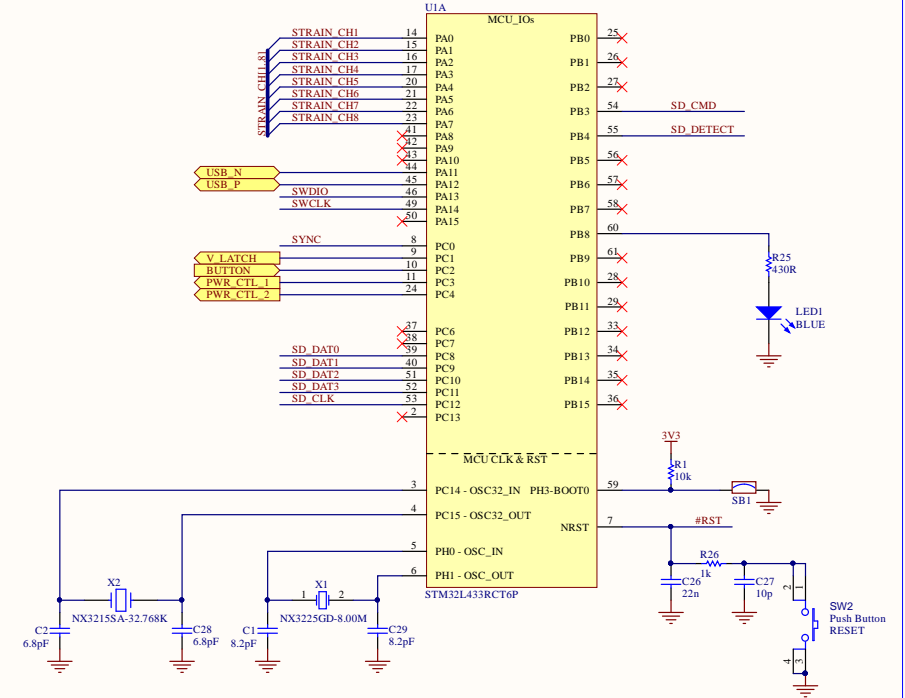 U1A
MCU_IOs
STRAIN_CH[1..8]
STRAIN_CH1 14 PA0
STRAIN_CH2 15 PA1
STRAIN_CH3 16 PA2
STRAIN_CH4 17 PA3
STRAIN_CH5 20 PA4
STRAIN_CH6 21 PA5
STRAIN_CH7 22 PA6
STRAIN_CH8 23 PA7
41 PA8
42 PA9
43 PA10
USB_N 44 PA11
USB_P 45 PA12
SWDIO 46 PA13
SWCLK 49 PA14
50 PA15
SYNC 8 PC0
V_LATCH 9 PC1
BUTTON 10 PC2
PWR_CTL_1 11 PC3
PWR_CTL_2 24 PC4
37 PC6
38 PC7
SD_DAT0 39 PC8
SD_DAT1 40 PC9
SD_DAT2 51 PC10
SD_DAT3 52 PC11
SD_CLK 53 PC12
2 PC13
PB0 25
PB1 26
PB2 27
PB3 54 SD_CMD
PB4 55 SD_DETECT
PB5 56
PB6 57
PB7 58
PB8 60
PB9 61
PB10 28
PB11 29
PB12 33
PB13 34
PB14 35
PB15 36
R25
430R
LED1
BLUE
MCU CLK & RST
3 PC14 - OSC32_IN
4 PC15 - OSC32_OUT
5 PH0 - OSC_IN
6 PH1 - OSC_OUT
PH3-BOOT0 59
NRST 7 #RST
STM32L433RCT6P
3V3
R1
10k
SB1
R26
1k
C26
22n
C27
10p
2 1
SW2
Push Button
RESET
4 3
X2
NX3215SA-32.768K
C2
6.8pF
C28
6.8pF
X1
1 2
NX3225GD-8.00M
C1
8.2pF
C29
8.2pF